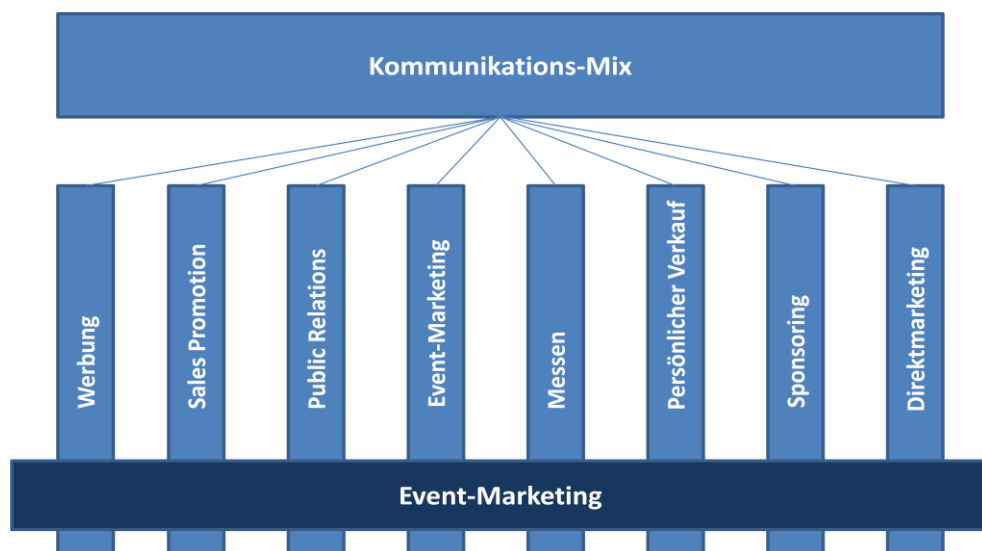 Kommunikations-Mix
Werbung
Sales Promotion
Public Relations
Event-Marketing
Messen
Persönlicher Verkauf
Sponsoring
Direktmarketing
Event-Marketing